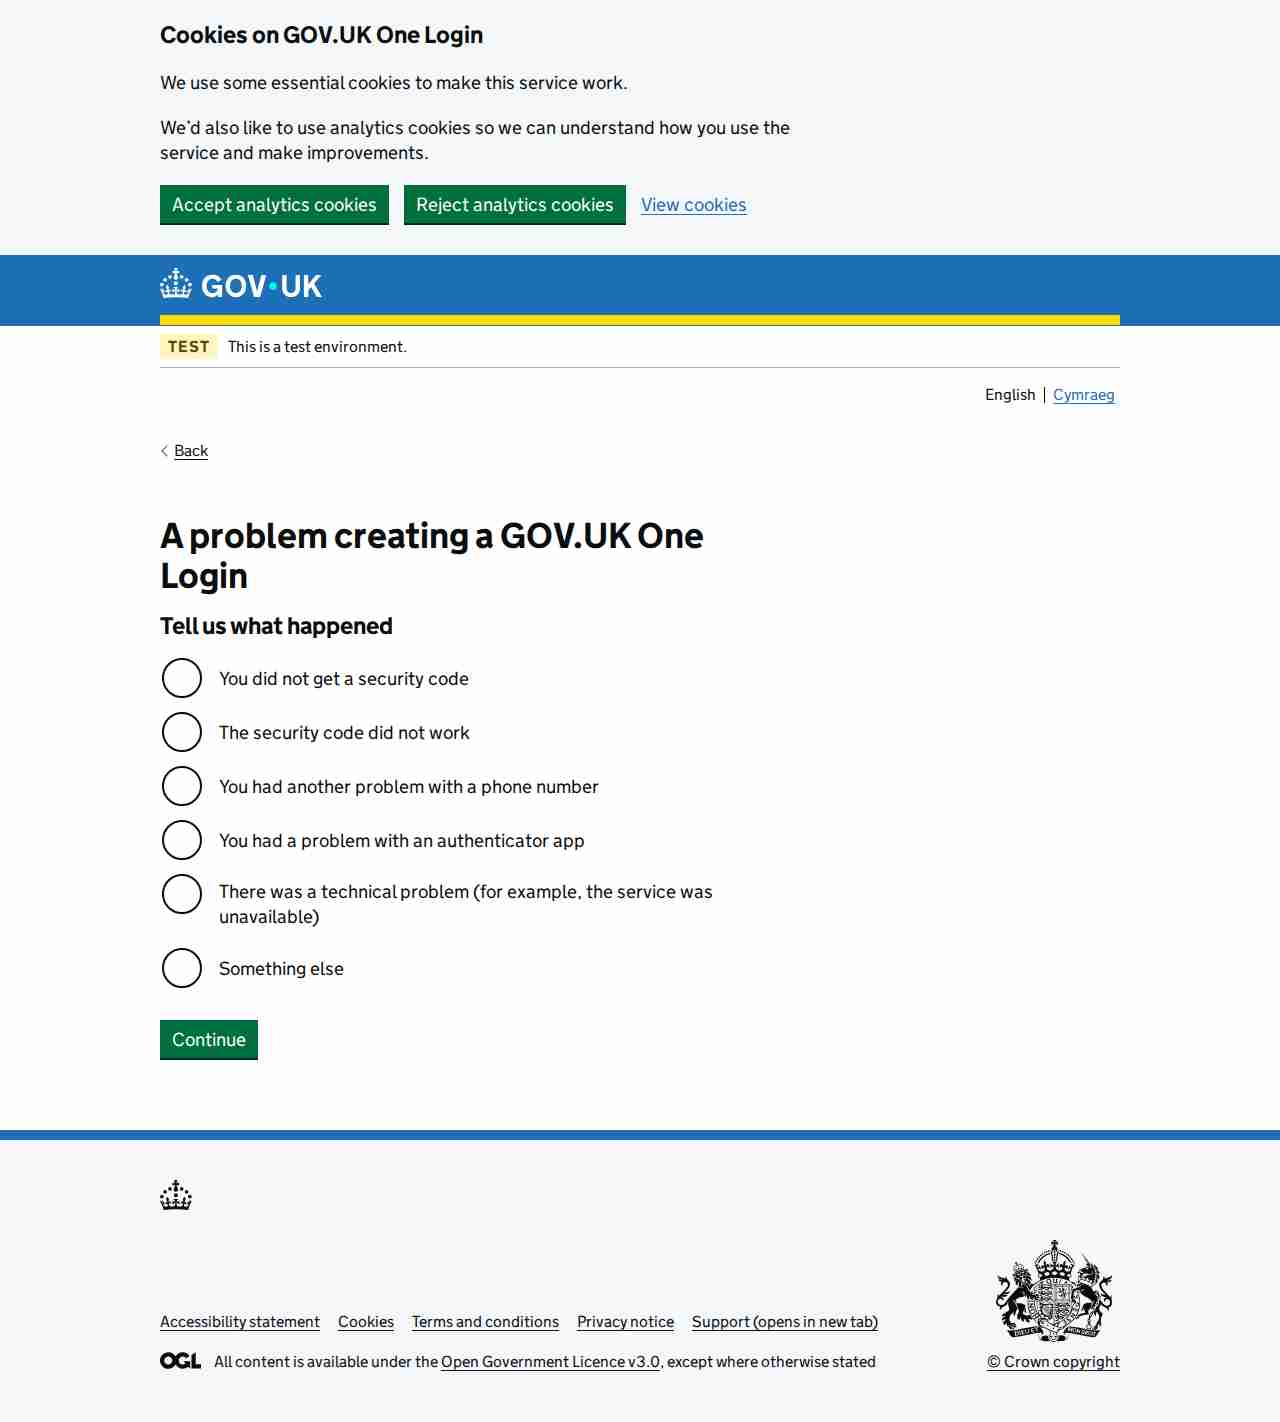 Cookies on GOV.UK One Login
We use some essential cookies to make this service work.
We'd also like to use analytics cookies so we can understand how you use the
service and make improvements.
Accept analytics cookies
Reject analytics cookies
View cookies
GOV·UK
TEST This is a test environment.
English
Cymraeg
Back
A problem creating a GOV.UK One
Login
Tell us what happened
You did not get a security code
The security code did not work
You had another problem with a phone number
You had a problem with an authenticator app
There was a technical problem (for example, the service was
unavailable)
Something else
Continue
Accessibility statement
Cookies
Terms and conditions
Privacy notice
Support (opens in new tab)
OGL All content is available under the Open Government Licence v3.0, except where otherwise stated
© Crown copyright